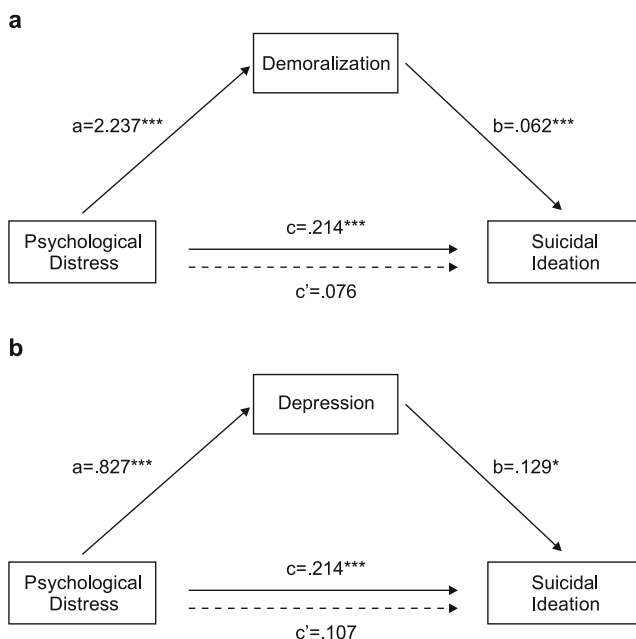 a
Demoralization
a=2.237***
b=.062***
Psychological
Distress
c=.214***
c’=.076
Suicidal
Ideation
b
Depression
a=.827***
b=.129*
Psychological
Distress
c=.214***
c’=.107
Suicidal
Ideation